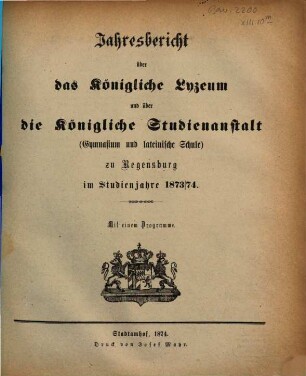 Jahresbericht
über
das Königliche Lyzeum
und über
die Königliche Studienanstalt
(Gymnasium und lateinische Schule)
zu Regensburg
im Studienjahre 1873|74.
Mit einem Programme.
Stadtamhof, 1874.
Druck von Josef Mayr.